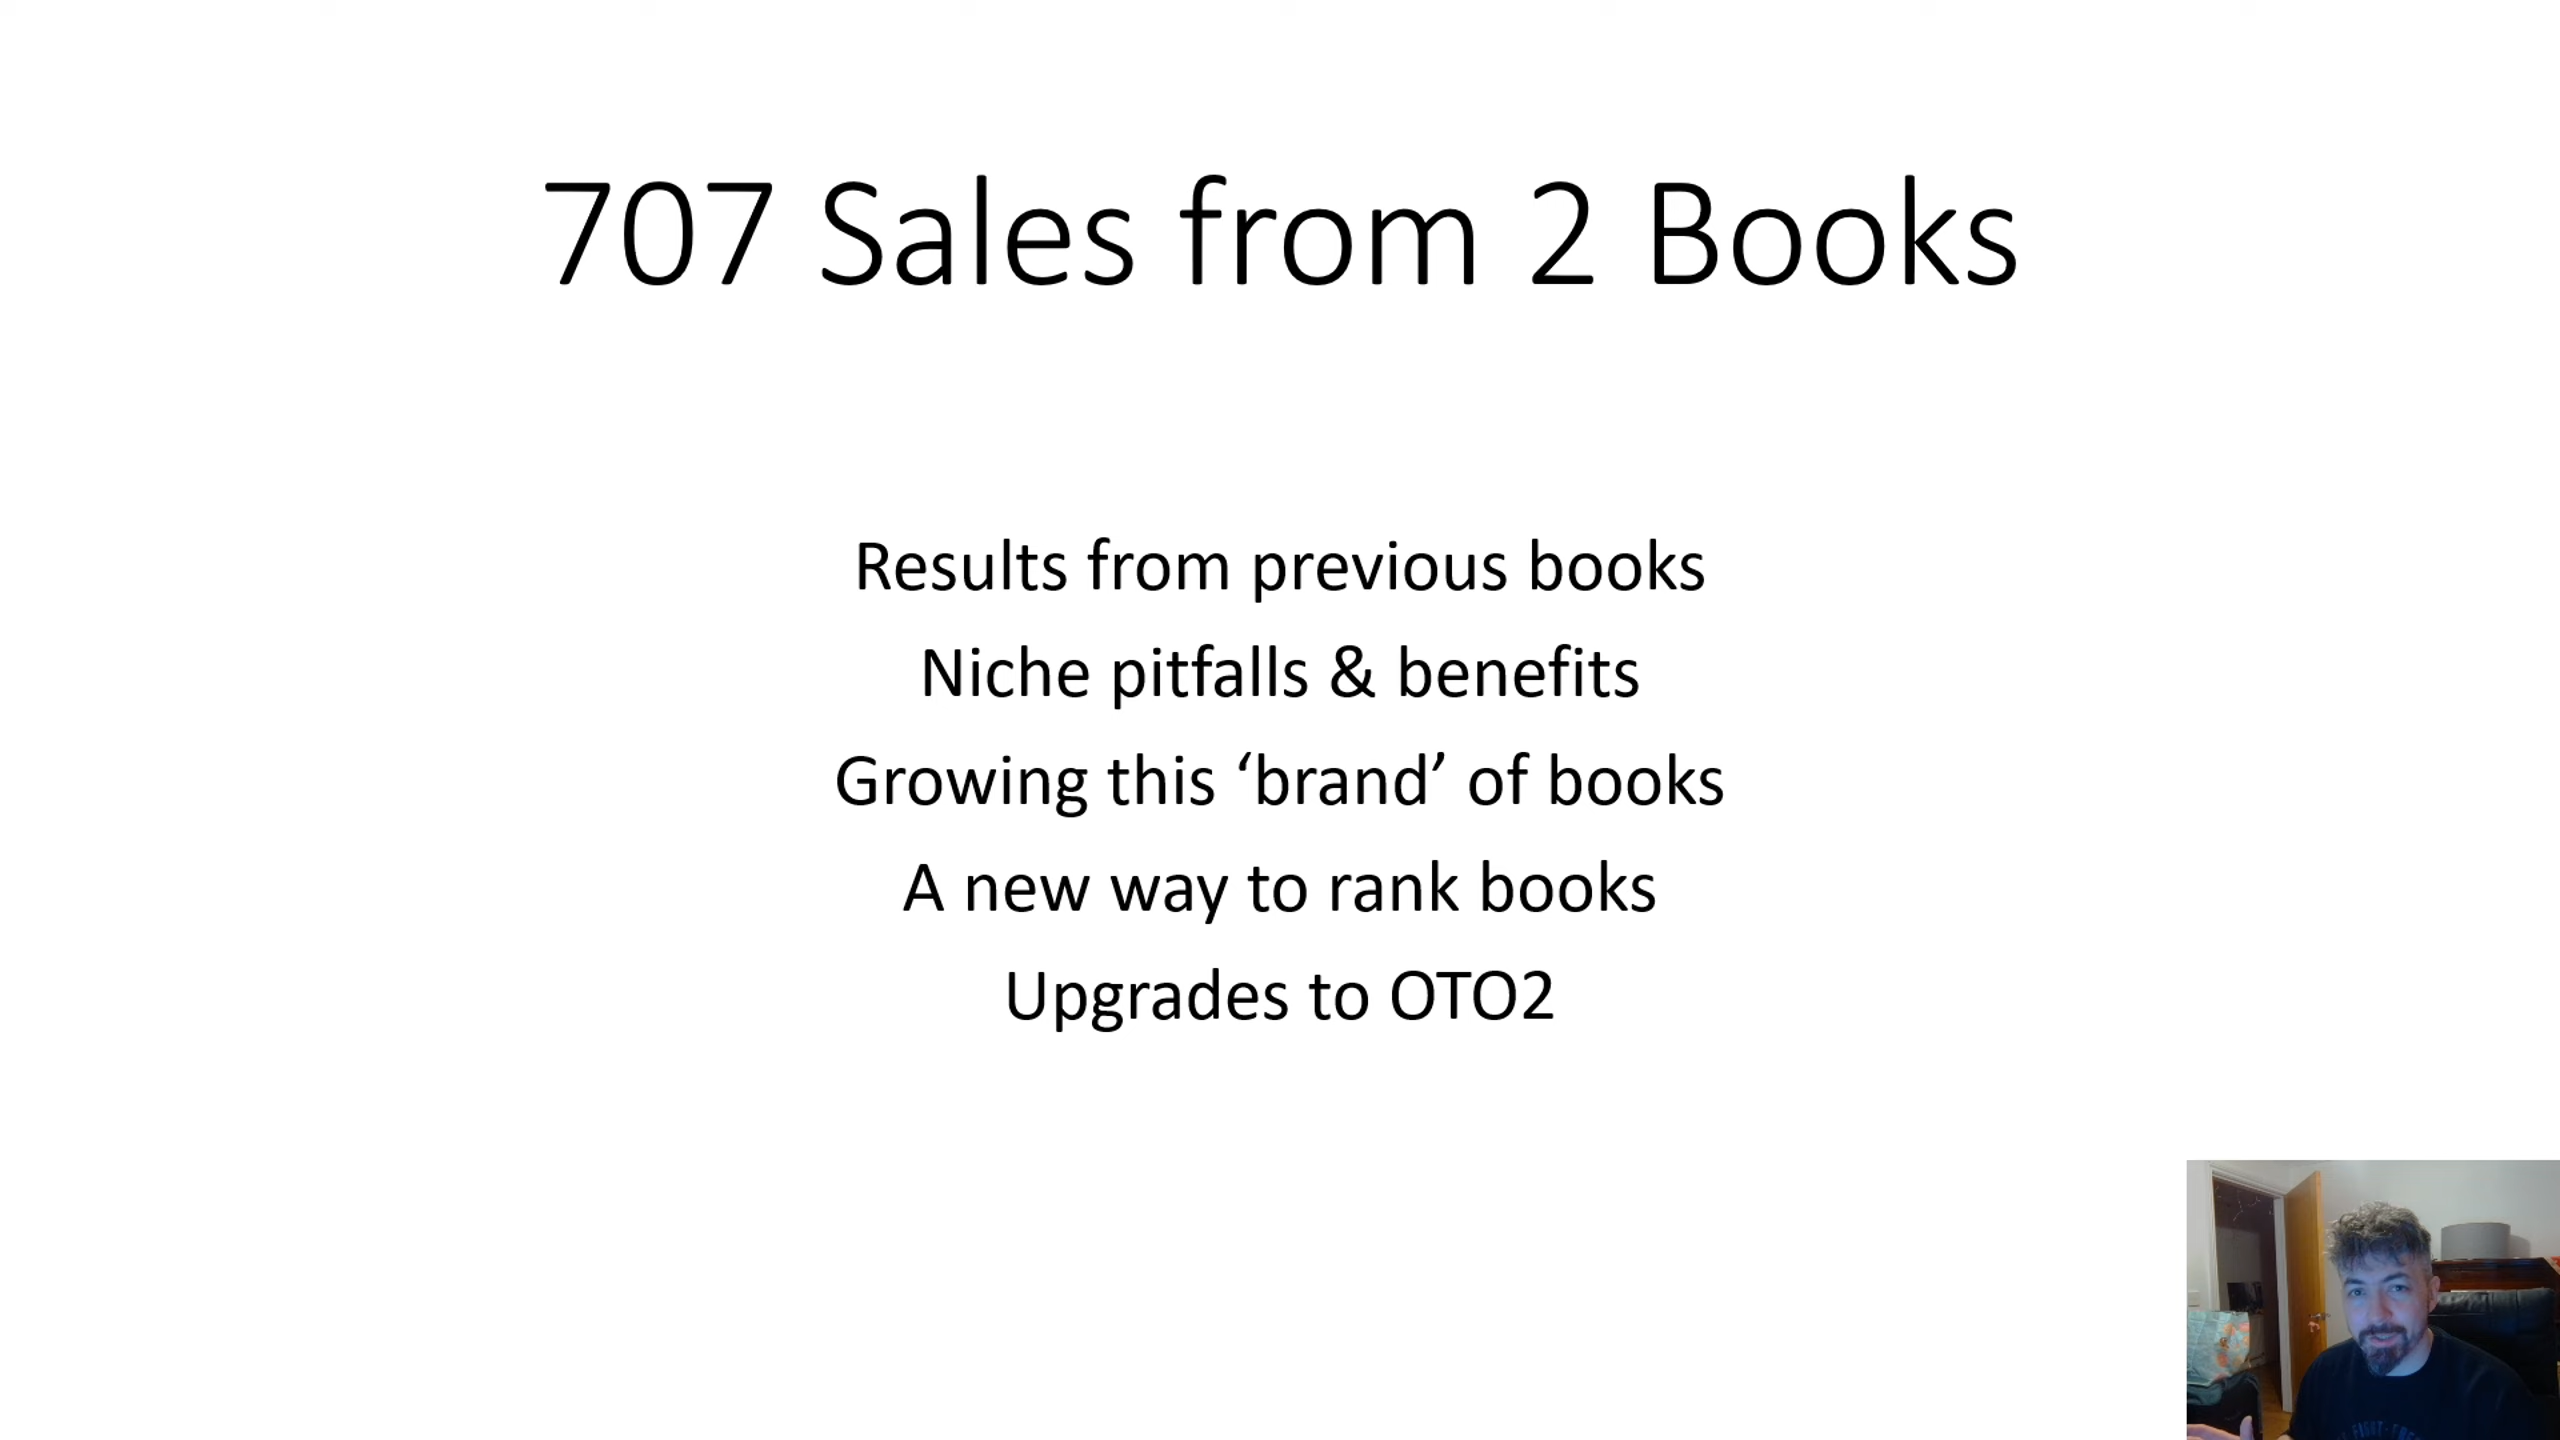 707 Sales from 2 Books
Results from previous books
Niche pitfalls & benefits
Growing this ‘brand’ of books
A new way to rank books
Upgrades to OTO2